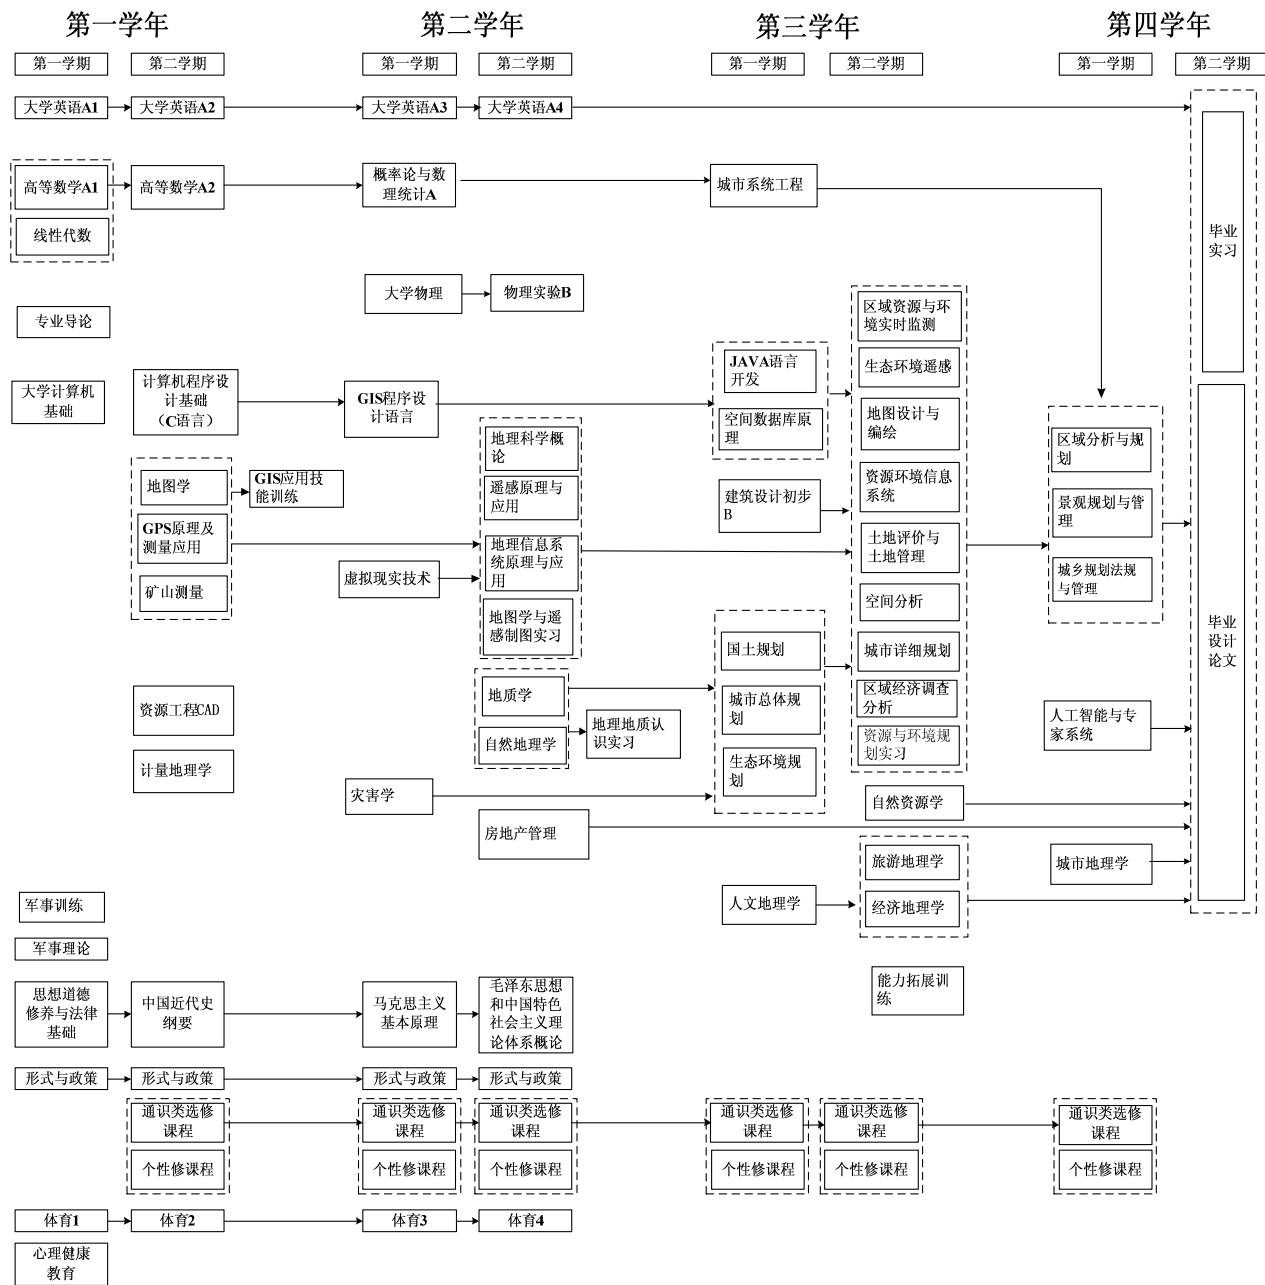 第一学年
第二学年
第三学年
第四学年
第一学期
第二学期
第一学期
第二学期
第一学期
第二学期
第一学期
第二学期
大学英语A1
大学英语A2
大学英语A3
大学英语A4
高等数学A1
高等数学A2
概率论与数
理统计A
城市系统工程
线性代数
毕业
实习
大学物理
物理实验B
区域资源与环
境实时监测
专业导论
JAVA语言
开发
生态环境遥感
大学计算机
基础
计算机程序设
计基础
（C语言）
GIS程序设
计语言
空间数据库原
理
地图设计与
编绘
地理科学概
论
区域分析与规
划
地图学
GIS应用技
能训练
遥感原理与
应用
建筑设计初步
B
资源环境信息
系统
景观规划与管
理
GPS原理及
测量应用
地理信息系
统原理与应
用
土地评价与
土地管理
虚拟现实技术
城乡规划法规
与管理
矿山测量
地图学与遥
感制图实习
空间分析
国土规划
城市详细规划
毕业
设计
论文
地质学
城市总体规
划
区域经济调查
分析
资源工程CAD
自然地理学
地理地质认
识实习
人工智能与专
家系统
资源与环境规
划实习
计量地理学
生态环境规
划
灾害学
自然资源学
房地产管理
旅游地理学
城市地理学
人文地理学
经济地理学
军事训练
军事理论
能力拓展训
练
思想道德
修养与法律
基础
中国近代史
纲要
马克思主义
基本原理
毛泽东思想
和中国特色
社会主义理
论体系概论
形式与政策
形式与政策
形式与政策
形式与政策
通识类选修
课程
通识类选修
课程
通识类选修
课程
通识类选修
课程
通识类选修
课程
通识类选修
课程
个性修课程
个性修课程
个性修课程
个性修课程
个性修课程
个性修课程
体育1
体育2
体育3
体育4
心理健康
教育